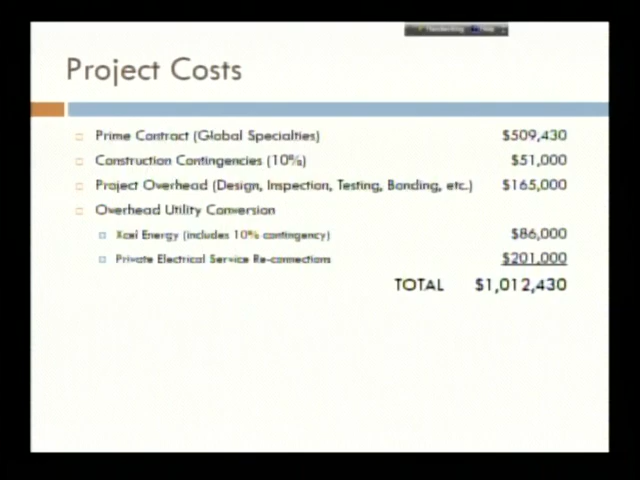 Project Costs
Prime Contract (Global Specialties) $509,430
Construction Contingencies (10%) $51,000
Project Overhead (Design, Inspection, Testing, Bonding, etc.) $165,000
Overhead Utility Conversion
Xcel Energy (includes 10% contingency) $86,000
Private Electrical Service Re-connections $201,000
TOTAL $1,012,430